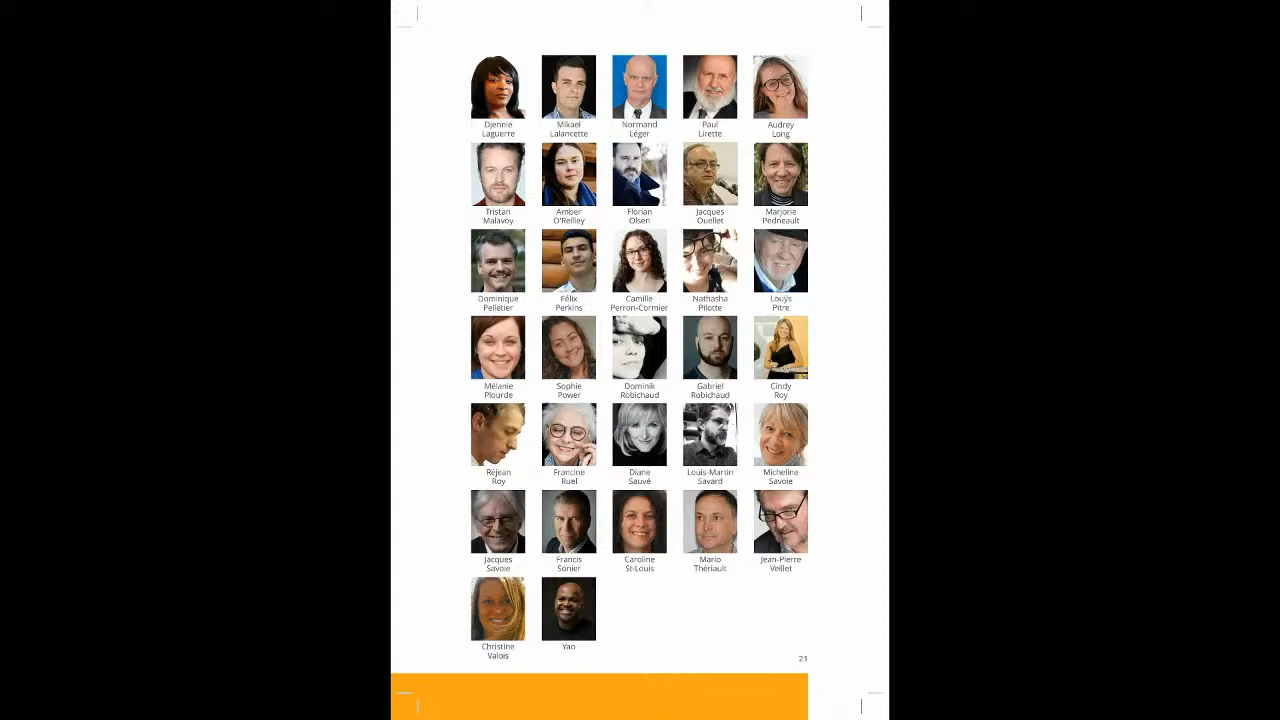 Djennie
Laguerre
Mikael
Lalancette
Normand
Léger
Paul
Lirette
Audrey
Long
Tristan
Malavoy
Amber
O'Reilley
Florian
Olsen
Jacques
Ouellet
Marjorie
Pedneault
Dominique
Pelletier
Félix
Perkins
Camille
Perron-Cormier
Nathasha
Pilotte
Louÿs
Pitre
Mélanie
Plourde
Sophie
Power
Dominik
Robichaud
Gabriel
Robichaud
Cindy
Roy
Réjean
Roy
Francine
Ruel
Diane
Sauvé
Louis-Martin
Savard
Micheline
Savoie
Jacques
Savoie
Francis
Sonier
Caroline
St-Louis
Mario
Thériault
Jean-Pierre
Veillet
Christine
Valois
Yao
21